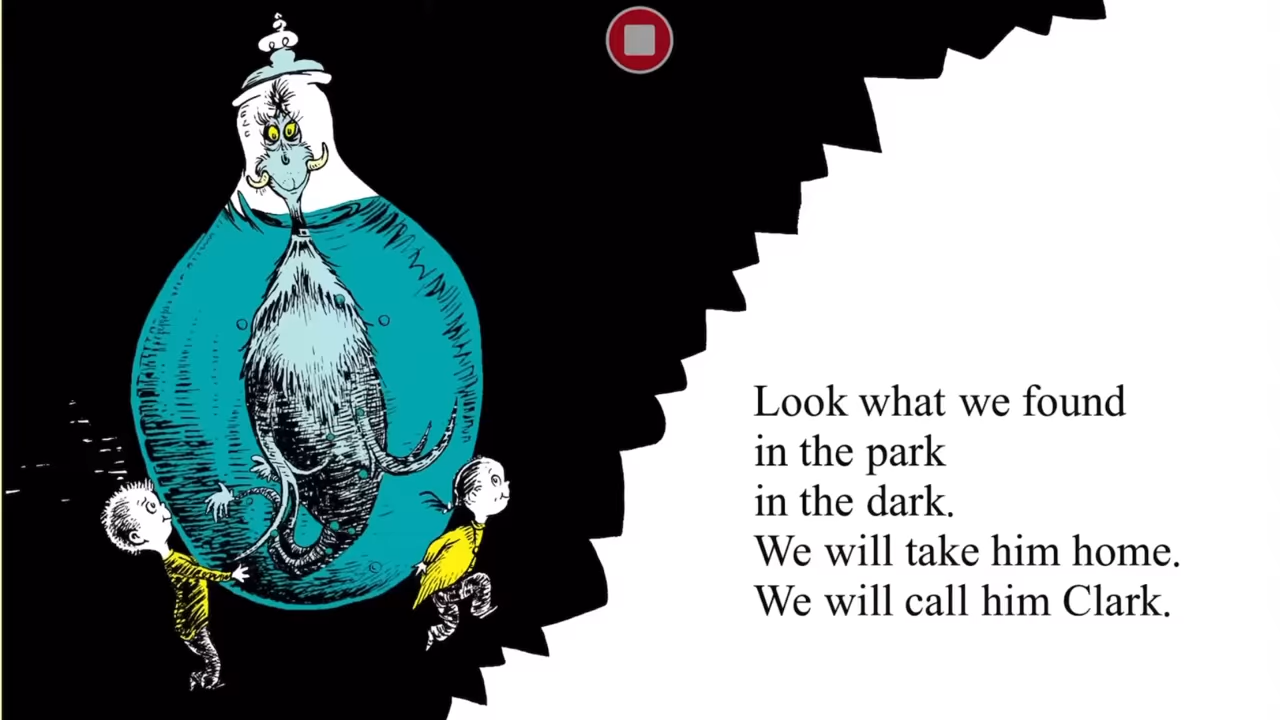 Look what we found
in the park
in the dark.
We will take him home.
We will call him Clark.